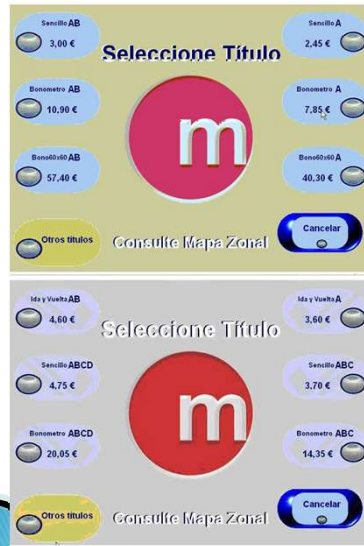 Sencillo AB
3,00 €
Seleccione Título
Sencillo A
2,45 €
Bonometro AB
10,90 €
m
Bonometro A
7,85 €
Bono60x60 AB
57,40 €
Bono60x60 A
40,30 €
Otros títulos
Consulte Mapa Zonal
Cancelar
Ida y Vuelta AB
4,60 €
Seleccione Título
Ida y Vuelta A
3,60 €
Sencillo ABCD
4,75 €
m
Sencillo ABC
3,70 €
Bonometro ABCD
20,05 €
Bonometro ABC
14,35 €
Otros títulos
Consulte Mapa Zonal
Cancelar